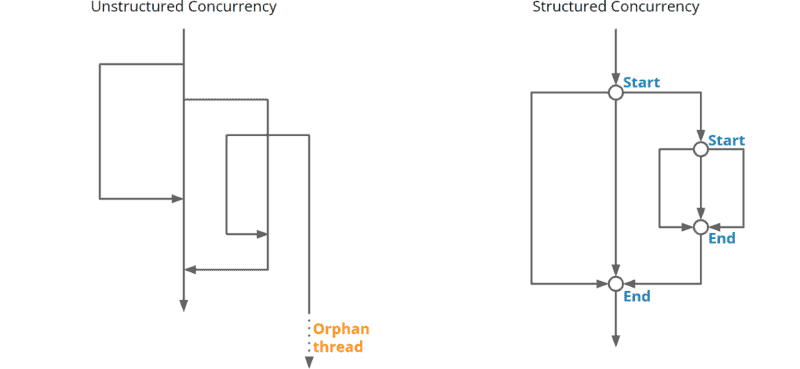 Unstructured Concurrency
Structured Concurrency
Start
Start
End
End
Orphan
thread